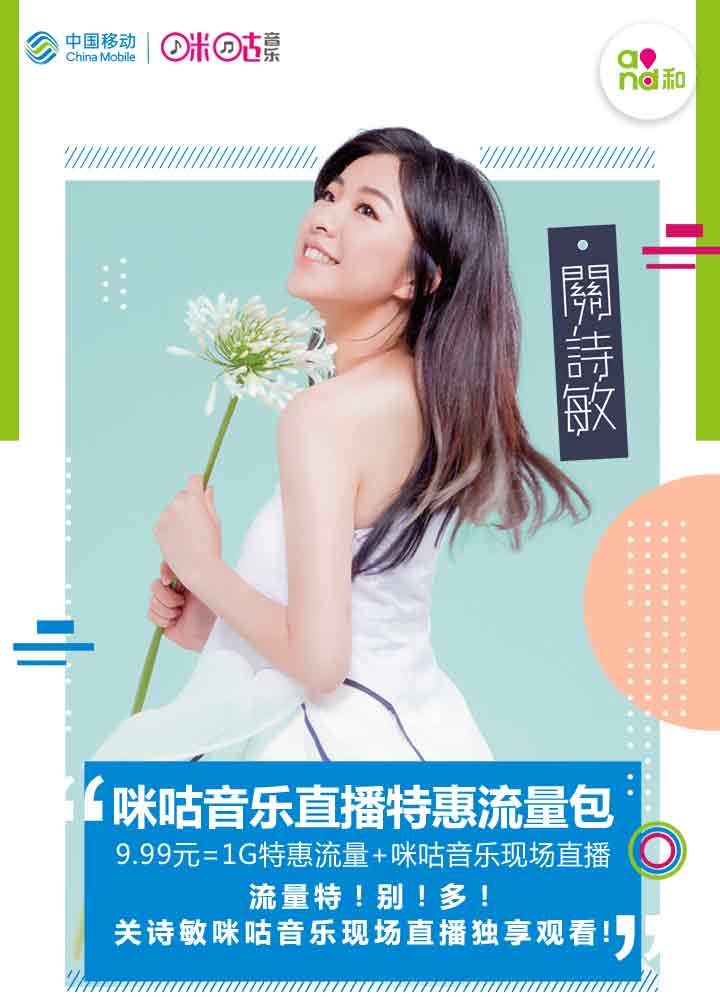 中国移动
China Mobile
咪咕音乐
and和
關詩敏
咪咕音乐直播特惠流量包
9.99元=1G特惠流量+咪咕音乐现场直播
流量特！别！多！
关诗敏咪咕音乐现场直播独享观看!